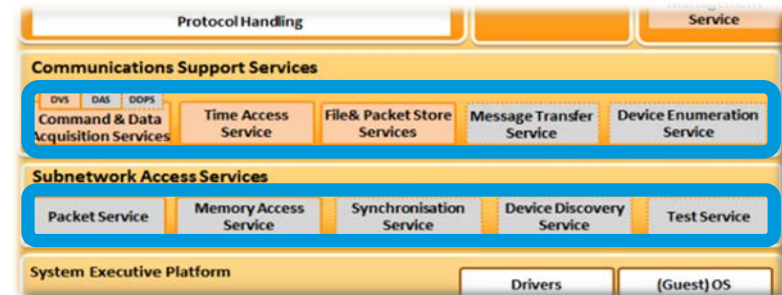 Management
Service
Protocol Handling
Communications Support Services
DVS DAS DDPS
Command & Data
Acquisition Services
Time Access
Service
File& Packet Store
Services
Message Transfer
Service
Device Enumeration
Service
Subnetwork Access Services
Packet Service
Memory Access
Service
Synchronisation
Service
Device Discovery
Service
Test Service
System Executive Platform
Drivers
(Guest) OS